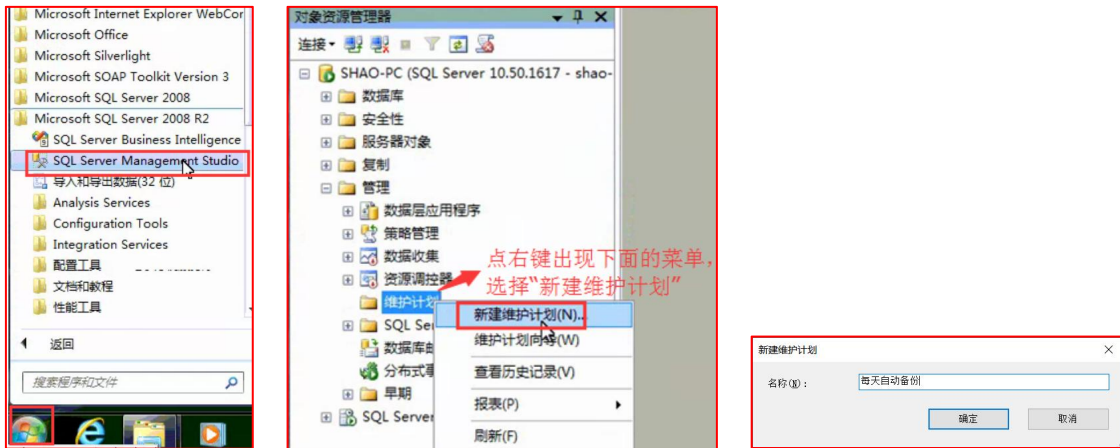 Microsoft Internet Explorer WebCor
Microsoft Office
Microsoft Silverlight
Microsoft SOAP Toolkit Version 3
Microsoft SQL Server 2008
Microsoft SQL Server 2008 R2
SQL Server Business Intelligence
SQL Server Management Studio
导入和导出数据(32 位)
Analysis Services
Configuration Tools
Integration Services
配置工具
文档和教程
性能工具
返回
搜索程序和文件
对象资源管理器
连接
SHAO-PC (SQL Server 10.50.1617 - shao-
数据库
安全性
服务器对象
复制
管理
数据层应用程序
策略管理
数据收集
资源调控器
维护计划
SQL Ser
数据库邮
分布式事
早期
SQL Server
点右键出现下面的菜单，
选择“新建维护计划”
新建维护计划(N)...
维护计划向导(W)
查看历史记录(V)
报表(P)
刷新(F)
新建维护计划
名称(N)：
每天自动备份
确定
取消